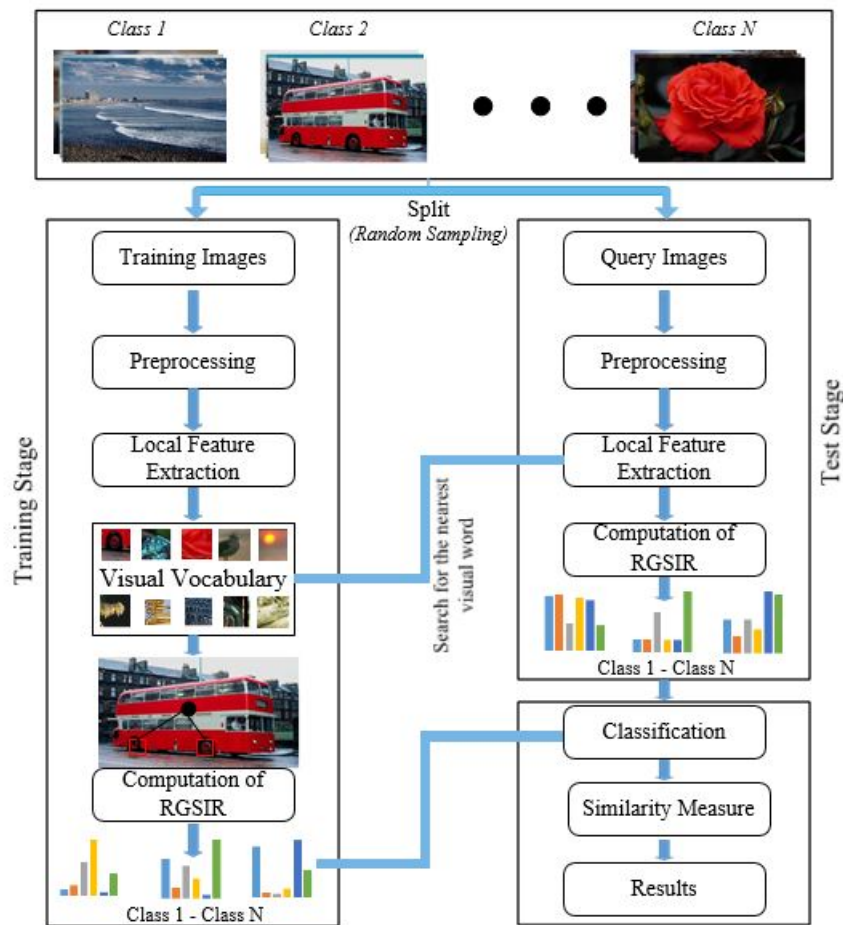 Class 1
Class 2
Class N
Split
(Random Sampling)
Training Stage
Training Images
Preprocessing
Local Feature
Extraction
Visual Vocabulary
Computation of
RGSIR
Class 1 - Class N
Search for the nearest
visual word
Test Stage
Query Images
Preprocessing
Local Feature
Extraction
Computation of
RGSIR
Class 1 - Class N
Classification
Similarity Measure
Results